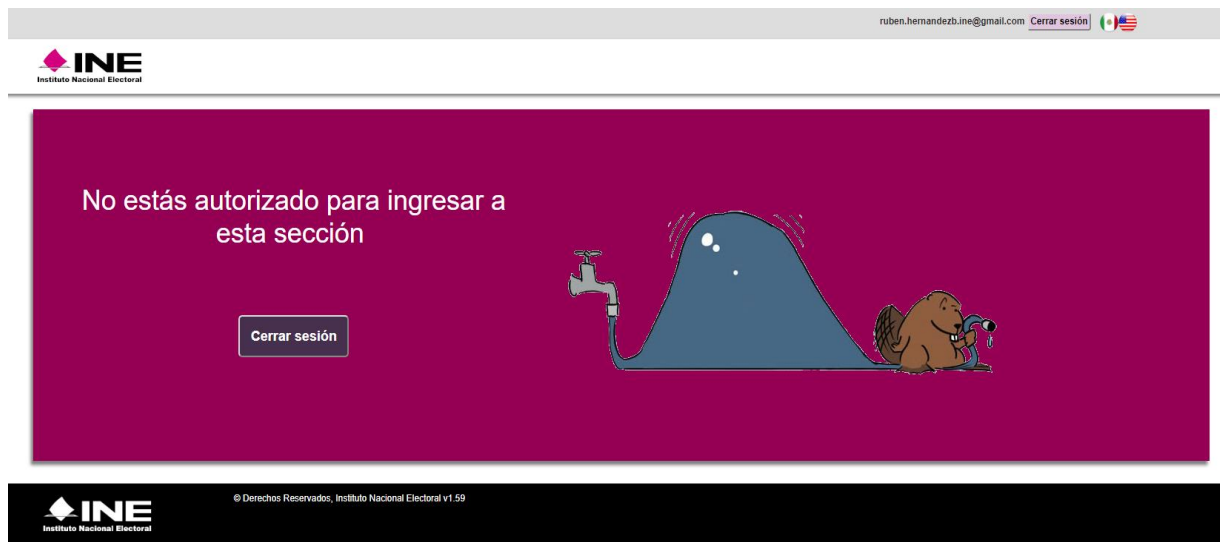 ruben.hernandezb.ine@gmail.com Cerrar sesión
INE
Instituto Nacional Electoral
No estás autorizado para ingresar a
esta sección
Cerrar sesión
© Derechos Reservados, Instituto Nacional Electoral v1.59
INE
Instituto Nacional Electoral